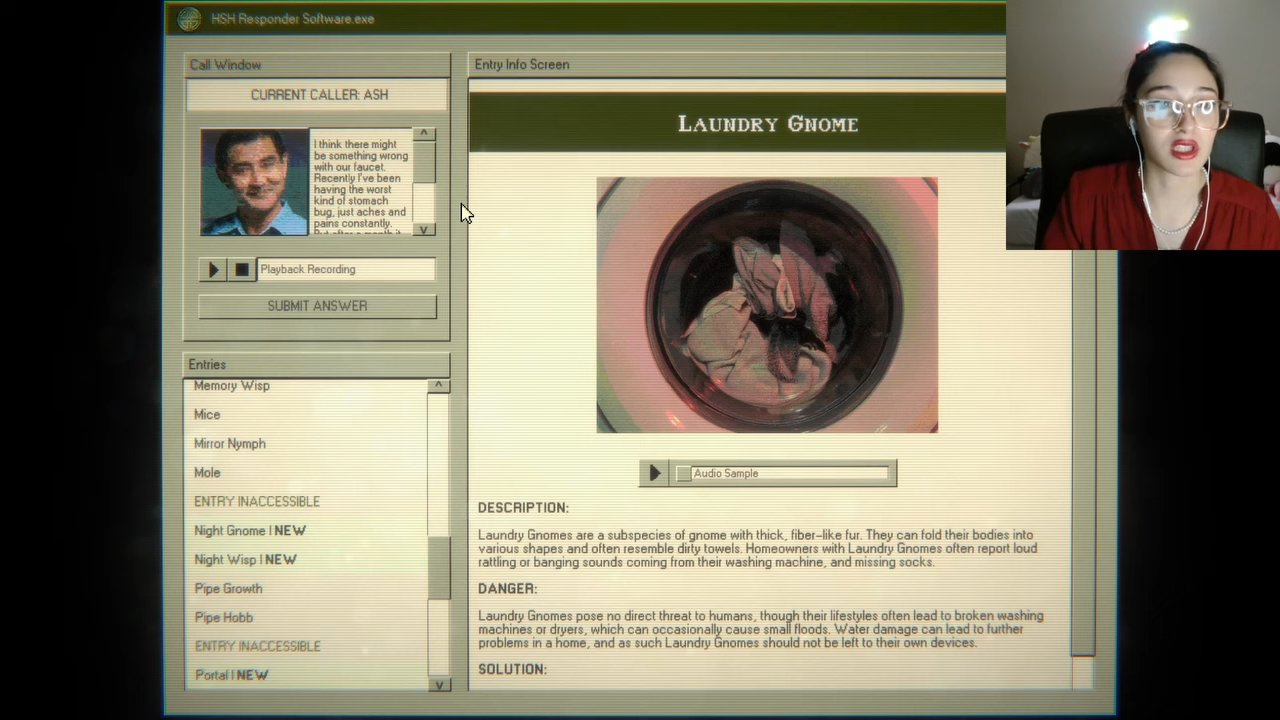 HSH Responder Software.exe
Call Window
CURRENT CALLER: ASH
I think there might
be something wrong
with our faucet.
Recently I've been
having the worst
kind of stomach
bug, just aches and
pains constantly.
But after a month it
Playback Recording
SUBMIT ANSWER
Entries
Memory Wisp
Mice
Mirror Nymph
Mole
ENTRY INACCESSIBLE
Night Gnome | NEW
Night Wisp | NEW
Pipe Growth
Pipe Hobb
ENTRY INACCESSIBLE
Portal | NEW
Entry Info Screen
LAUNDRY GNOME
Audio Sample
DESCRIPTION:
Laundry Gnomes are a subspecies of gnome with thick, fiber-like fur. They can fold their bodies into
various shapes and often resemble dirty towels. Homeowners with Laundry Gnomes often report loud
rattling or banging sounds coming from their washing machine, and missing socks.
DANGER:
Laundry Gnomes pose no direct threat to humans, though their lifestyles often lead to broken washing
machines or dryers, which can occasionally cause small floods. Water damage can lead to further
problems in a home, and as such Laundry Gnomes should not be left to their own devices.
SOLUTION: